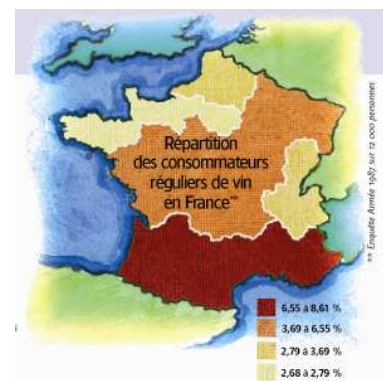 Répartition
des consommateurs
réguliers de vin
en France**
** Enquête Année 1987 sur 12 000 personnes
6,55 à 8,61 %
3,69 à 6,55 %
2,79 à 3,69 %
2,68 à 2,79 %